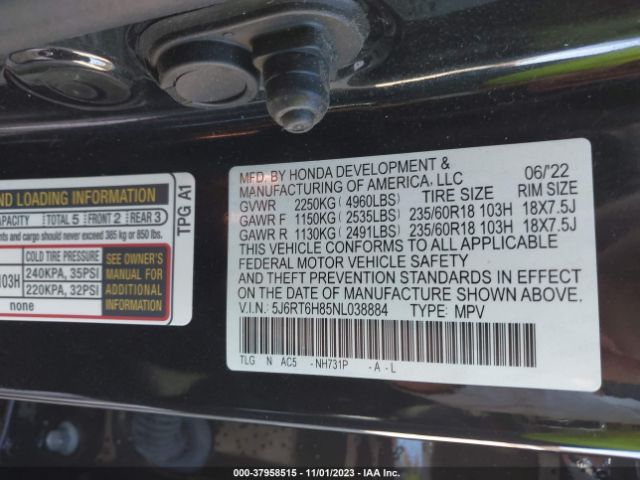 MFD. BY HONDA DEVELOPMENT &
MANUFACTURING OF AMERICA, LLC 06/'22
GVWR 2250KG(4960LBS) TIRE SIZE RIM SIZE
GAWR F 1150KG(2535LBS) 235/60R18 103H 18X7.5J
GAWR R 1130KG(2491LBS) 235/60R18 103H 18X7.5J
THIS VEHICLE CONFORMS TO ALL APPLICABLE
FEDERAL MOTOR VEHICLE SAFETY
AND THEFT PREVENTION STANDARDS IN EFFECT
ON THE DATE OF MANUFACTURE SHOWN ABOVE.
V.I.N.: 5J6RT6H85NL038884 TYPE: MPV
TLG N AC5 -NH731P -A-L
ND LOADING INFORMATION
APACITY TOTAL 5 FRONT 2 REAR 3
nts and cargo should never exceed 385 kg or 850 lbs.
COLD TIRE PRESSURE
103H 240KPA, 35PSI
220KPA, 32PSI
none
SEE OWNER'S
MANUAL FOR
ADDITIONAL
INFORMATION
TPG A1
000-37958515 - 11/01/2023 - IAA Inc.